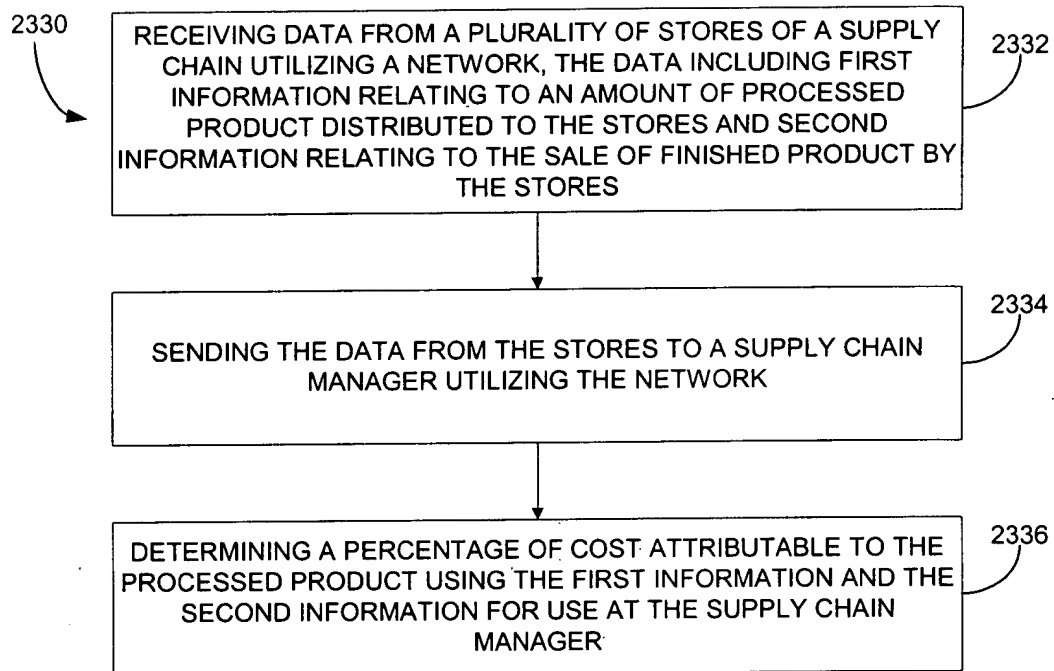 2330
RECEIVING DATA FROM A PLURALITY OF STORES OF A SUPPLY
CHAIN UTILIZING A NETWORK, THE DATA INCLUDING FIRST
INFORMATION RELATING TO AN AMOUNT OF PROCESSED
PRODUCT DISTRIBUTED TO THE STORES AND SECOND
INFORMATION RELATING TO THE SALE OF FINISHED PRODUCT BY
THE STORES
2332
SENDING THE DATA FROM THE STORES TO A SUPPLY CHAIN
MANAGER UTILIZING THE NETWORK
2334
DETERMINING A PERCENTAGE OF COST ATTRIBUTABLE TO THE
PROCESSED PRODUCT USING THE FIRST INFORMATION AND THE
SECOND INFORMATION FOR USE AT THE SUPPLY CHAIN
MANAGER
2336